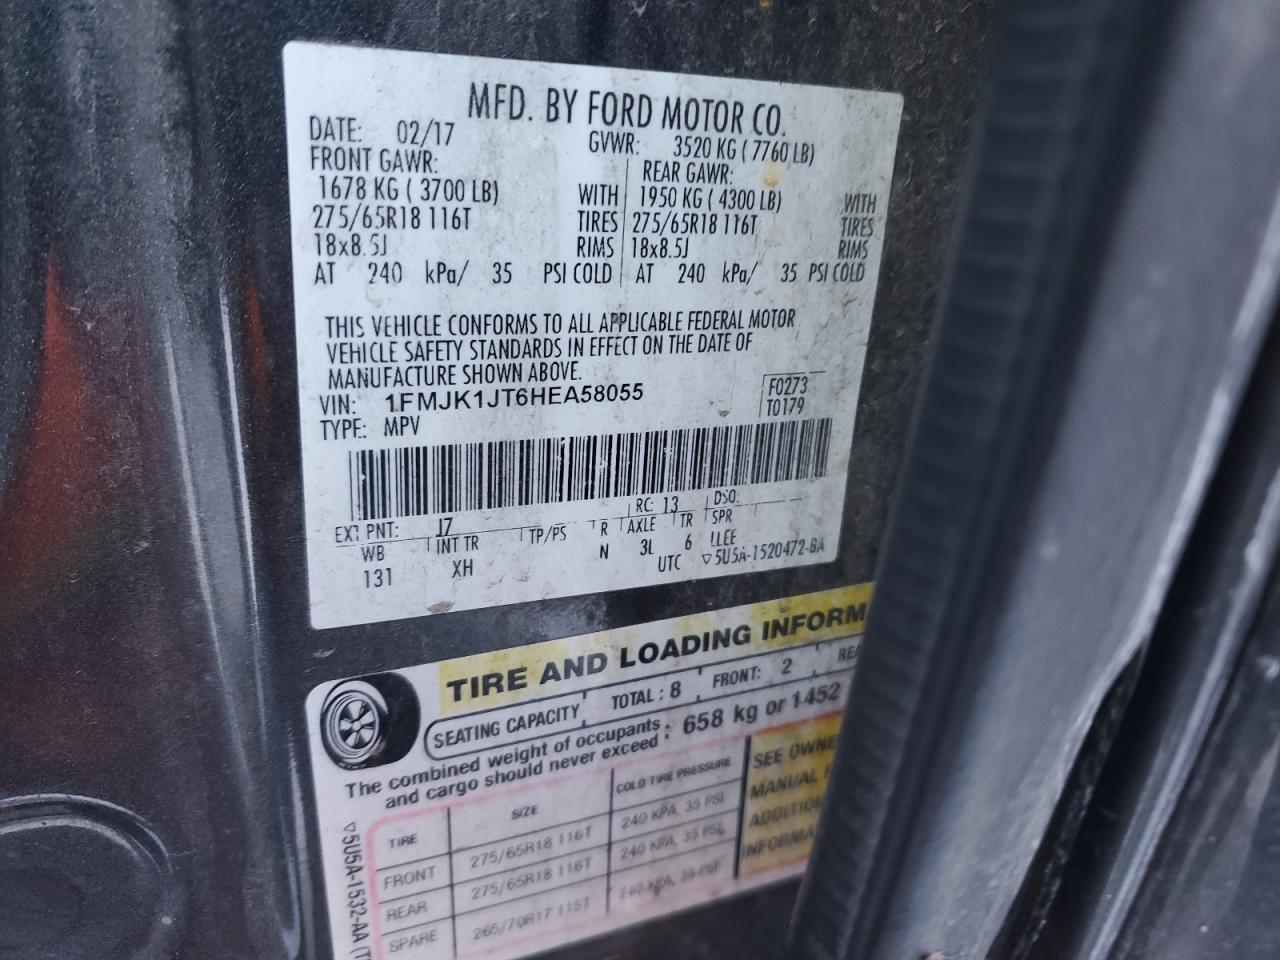 MFD. BY FORD MOTOR CO.
DATE: 02/17 GVWR: 3520 KG ( 7760 LB)
FRONT GAWR: REAR GAWR:
1678 KG ( 3700 LB) WITH 1950 KG ( 4300 LB) WITH
275/65R18 116T TIRES 275/65R18 116T TIRES
18x8.5J RIMS 18x8.5J RIMS
AT 240 kPa/ 35 PSI COLD AT 240 kPa/ 35 PSI COLD
THIS VEHICLE CONFORMS TO ALL APPLICABLE FEDERAL MOTOR
VEHICLE SAFETY STANDARDS IN EFFECT ON THE DATE OF
MANUFACTURE SHOWN ABOVE.
VIN: 1FMJK1JT6HEA58055 F0273
TYPE: MPV T0179
EXT PNT: J7 RC: 13 DSO:
WB INT TR TP/PS R AXLE TR SPR
131 XH N 3L 6
UTC ▽5U5A-1520472-BA
TIRE AND LOADING INFORM
SEATING CAPACITY TOTAL : 8 FRONT: 2 REA
The combined weight of occupants
and cargo should never exceed : 658 kg or 1452
TIRE SIZE COLD TIRE PRESSURE
FRONT 275/65R18 116T 240 KPA, 35 PSI
REAR 275/65R18 116T 240 KPA, 35 PSI
SPARE 265/70R17 115T 240 KPA, 35 PSI
SEE OWNE
MANUAL F
ADDITION
INFORMA
▽5U5A-1532-AA (T